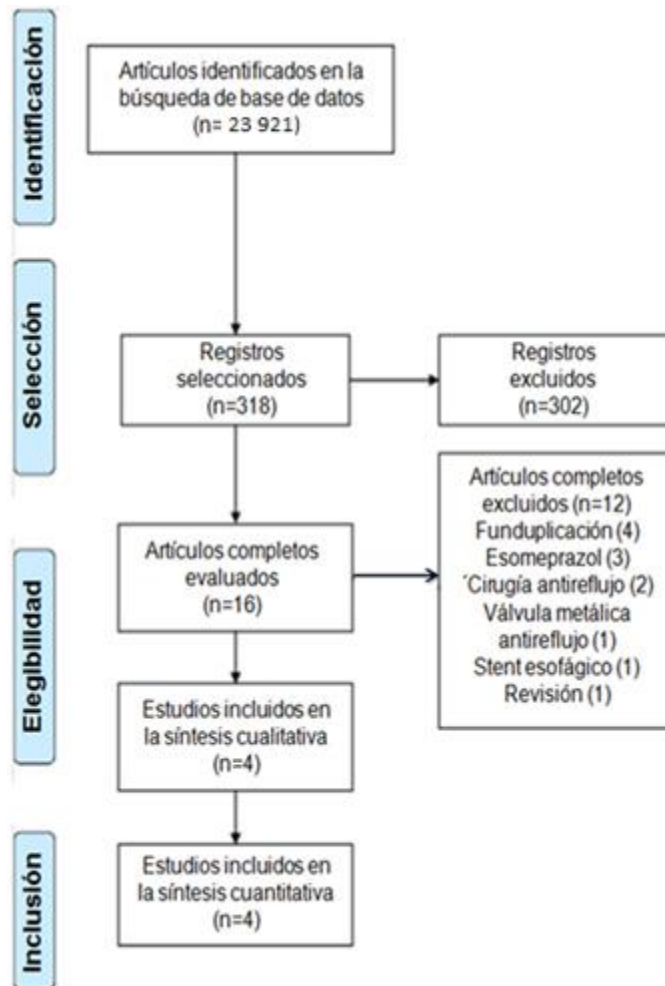 Identificación
Artículos identificados en la
búsqueda de base de datos
(n= 23 921)
Selección
Registros
seleccionados
(n=318)
Registros
excluidos
(n=302)
Elegibilidad
Artículos completos
evaluados
(n=16)
Artículos completos
excluidos (n=12)
Funduplicación (4)
Esomeprazol (3)
´Cirugía antireflujo (2)
Válvula metálica
antireflujo (1)
Stent esofágico (1)
Revisión (1)
Estudios incluidos en
la síntesis cualitativa
(n=4)
Inclusión
Estudios incluidos en
la síntesis cuantitativa
(n=4)